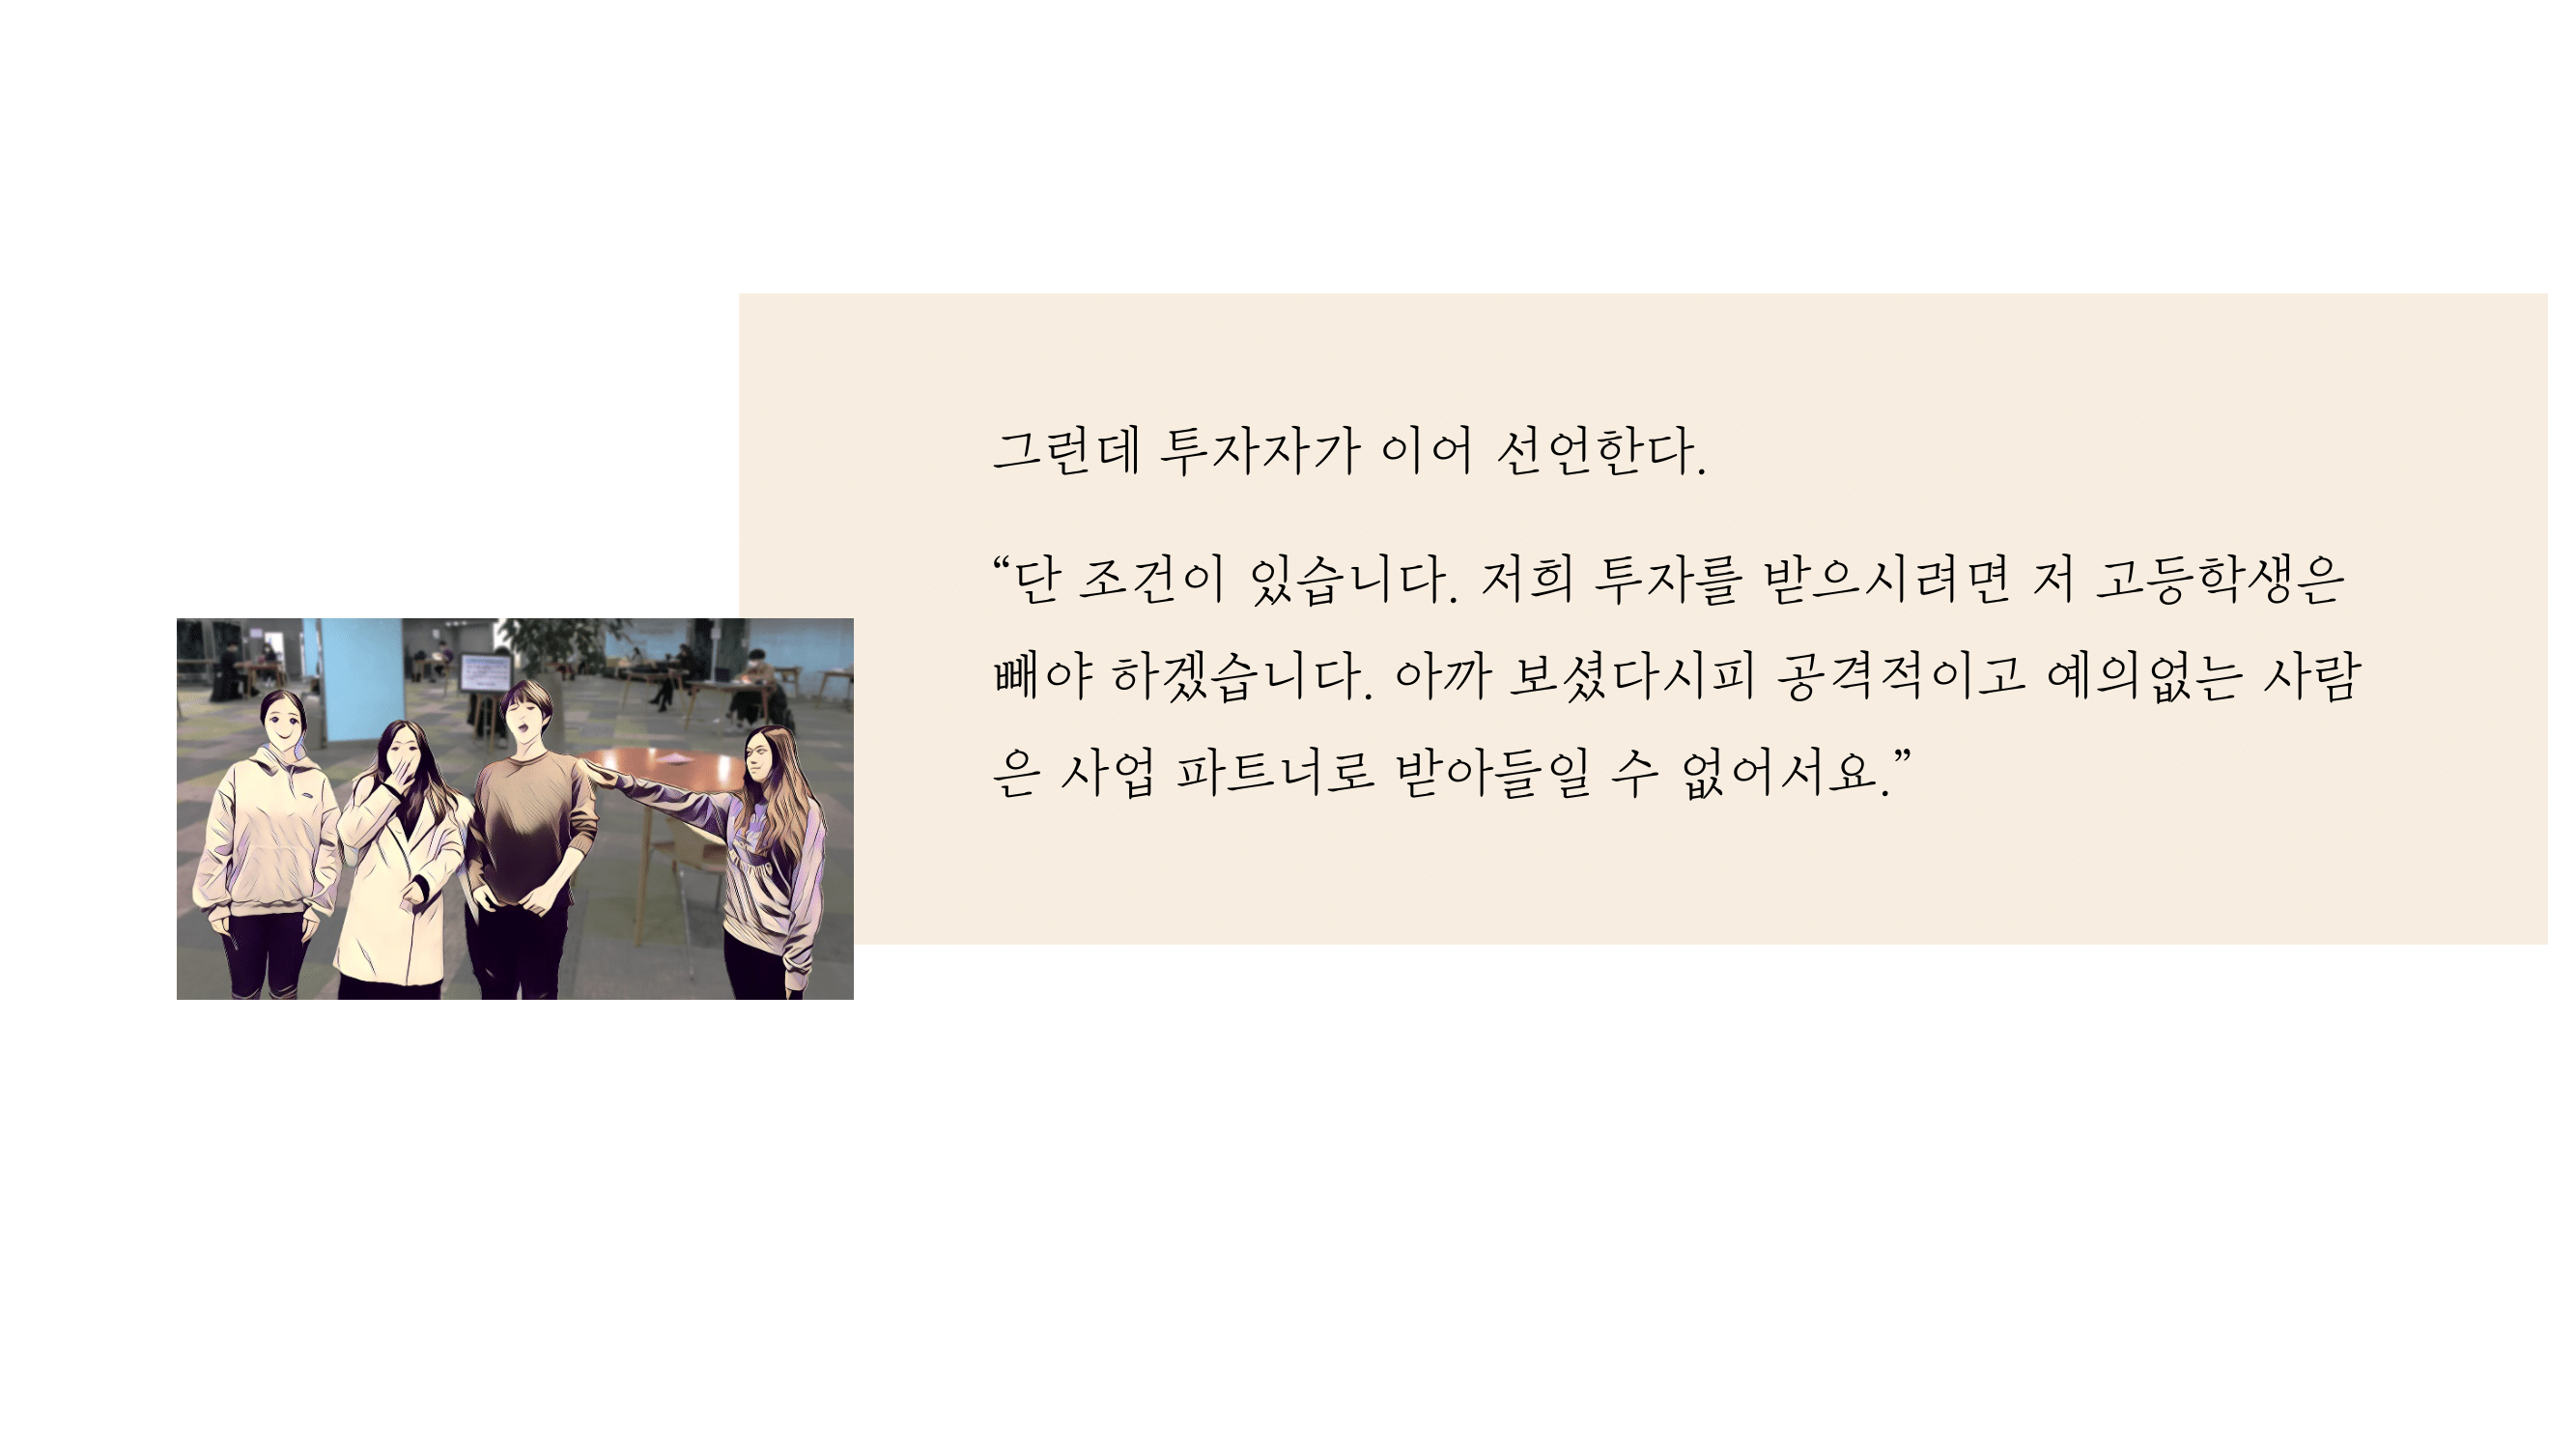 그런데 투자자가 이어 선언한다.
“단 조건이 있습니다. 저희 투자를 받으시려면 저 고등학생은
빼야 하겠습니다. 아까 보셨다시피 공격적이고 예의없는 사람
은 사업 파트너로 받아들일 수 없어서요.”